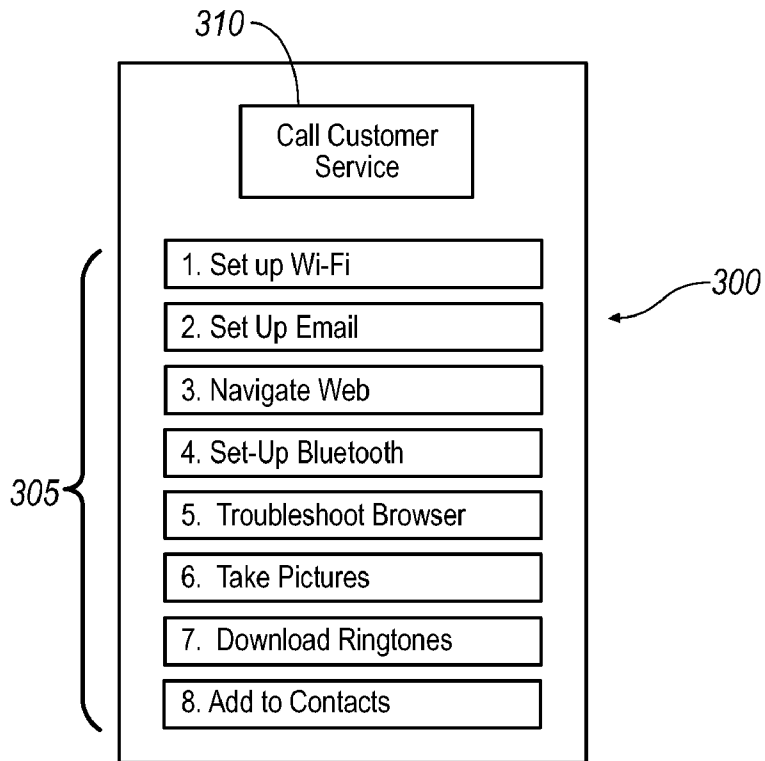 310
Call Customer
Service
1. Set up Wi-Fi
300
2. Set Up Email
3. Navigate Web
4. Set-Up Bluetooth
305
5. Troubleshoot Browser
6. Take Pictures
7. Download Ringtones
8. Add to Contacts